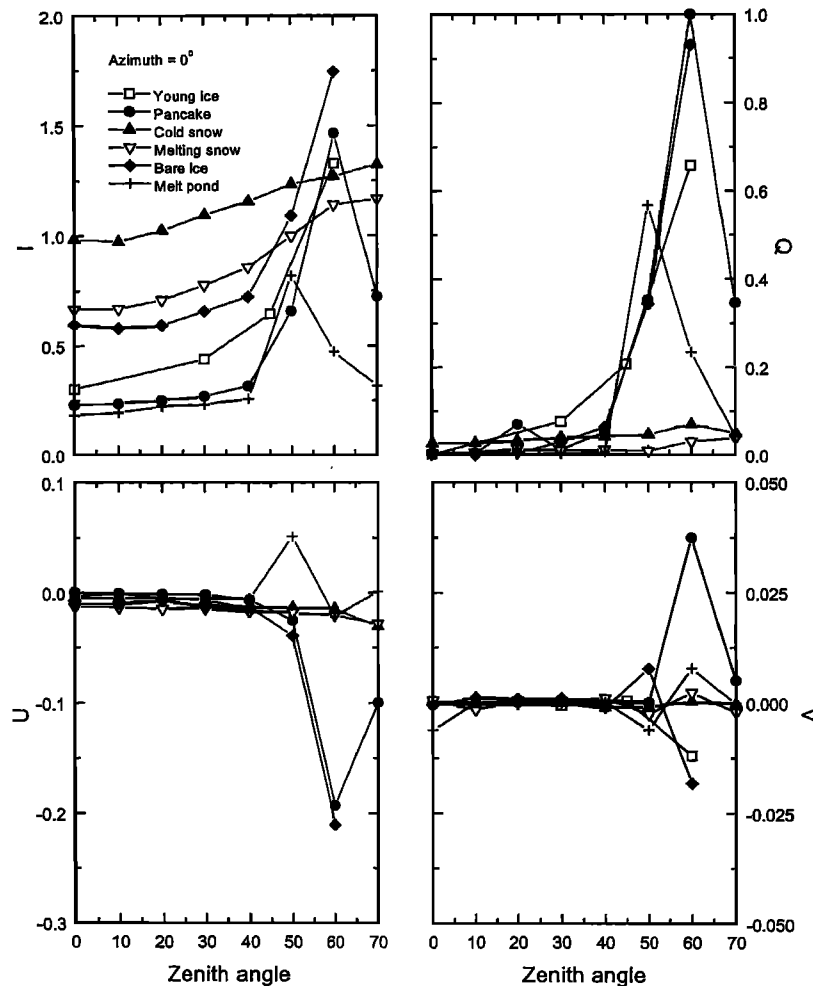 2.0
1.5
1.0
0.5
0.0
I
Azimuth = 0°
Young ice
Pancake
Cold snow
Melting snow
Bare ice
Melt pond
1.0
0.8
0.6
0.4
0.2
0.0
Q
0.1
0.0
-0.1
-0.2
-0.3
U
0 10 20 30 40 50 60 70
Zenith angle
0.050
0.025
0.000
-0.025
-0.050
V
0 10 20 30 40 50 60 70
Zenith angle